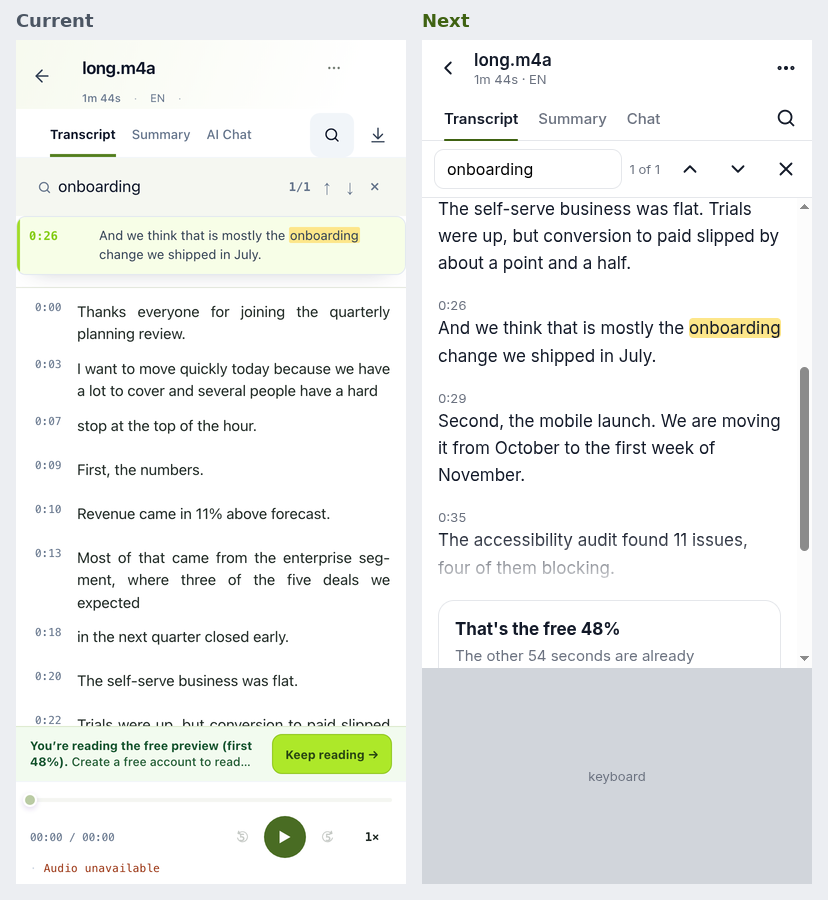 Current
long.m4a
...
1m 44s · EN ·
Transcript Summary AI Chat
onboarding 1/1 ↑ ↓ ×
0:26 And we think that is mostly the onboarding
change we shipped in July.
0:00 Thanks everyone for joining the quarterly
planning review.
0:03 I want to move quickly today because we have
a lot to cover and several people have a hard
0:07 stop at the top of the hour.
0:09 First, the numbers.
0:10 Revenue came in 11% above forecast.
0:13 Most of that came from the enterprise seg-
ment, where three of the five deals we
expected
0:18 in the next quarter closed early.
0:20 The self-serve business was flat.
0:22 Trials were up, but conversion to paid slipped
You're reading the free preview (first
48%). Create a free account to read…
Keep reading →
00:00 / 00:00 5 5 1×
· Audio unavailable
Next
long.m4a
1m 44s · EN
Transcript Summary Chat
onboarding 1 of 1
The self-serve business was flat. Trials
were up, but conversion to paid slipped by
about a point and a half.
0:26
And we think that is mostly the onboarding
change we shipped in July.
0:29
Second, the mobile launch. We are moving
it from October to the first week of
November.
0:35
The accessibility audit found 11 issues,
four of them blocking.
That's the free 48%
The other 54 seconds are already
keyboard